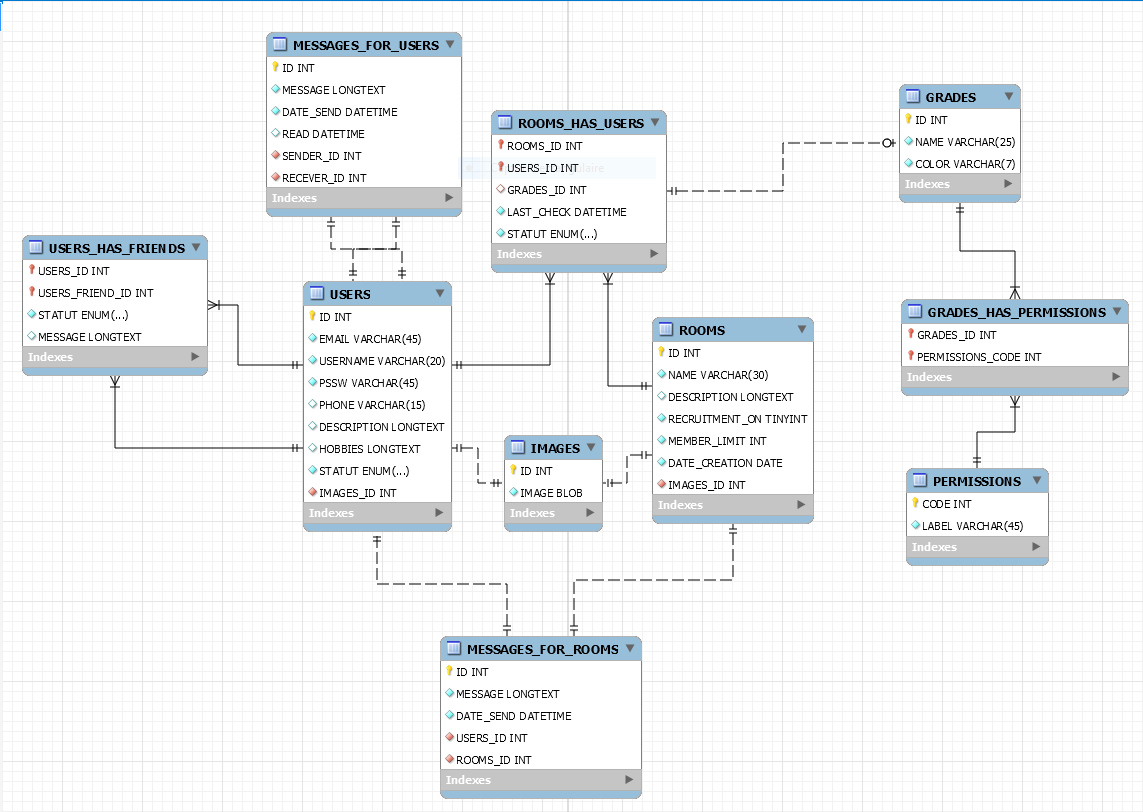 MESSAGES_FOR_USERS
ID INT
MESSAGE LONGTEXT
DATE_SEND DATETIME
READ DATETIME
SENDER_ID INT
RECEVER_ID INT
Indexes
ROOMS_HAS_USERS
ROOMS_ID INT
USERS_ID INT
GRADES_ID INT
LAST_CHECK DATETIME
STATUT ENUM(...)
Indexes
GRADES
ID INT
NAME VARCHAR(25)
COLOR VARCHAR(7)
Indexes
USERS_HAS_FRIENDS
USERS_ID INT
USERS_FRIEND_ID INT
STATUT ENUM(...)
MESSAGE LONGTEXT
Indexes
USERS
ID INT
EMAIL VARCHAR(45)
USERNAME VARCHAR(20)
PSSW VARCHAR(45)
PHONE VARCHAR(15)
DESCRIPTION LONGTEXT
HOBBIES LONGTEXT
STATUT ENUM(...)
IMAGES_ID INT
Indexes
IMAGES
ID INT
IMAGE BLOB
Indexes
ROOMS
ID INT
NAME VARCHAR(30)
DESCRIPTION LONGTEXT
RECRUITMENT_ON TINYINT
MEMBER_LIMIT INT
DATE_CREATION DATE
IMAGES_ID INT
Indexes
GRADES_HAS_PERMISSIONS
GRADES_ID INT
PERMISSIONS_CODE INT
Indexes
PERMISSIONS
CODE INT
LABEL VARCHAR(45)
Indexes
MESSAGES_FOR_ROOMS
ID INT
MESSAGE LONGTEXT
DATE_SEND DATETIME
USERS_ID INT
ROOMS_ID INT
Indexes